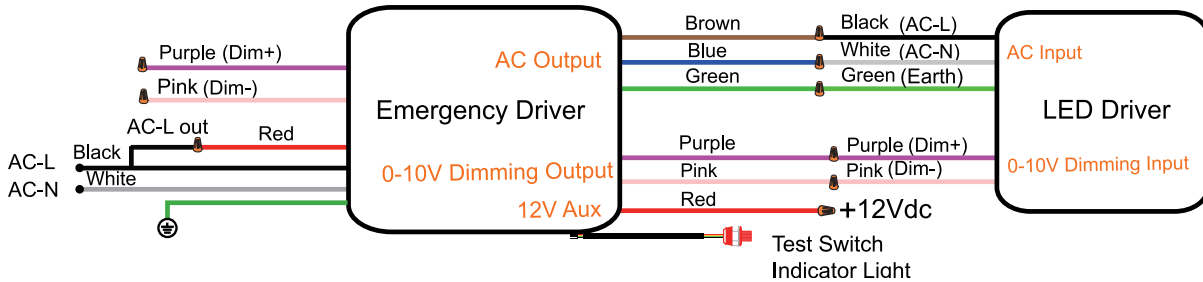 Purple (Dim+)
Pink (Dim-)
AC-L out
Red
AC-L
Black
AC-N
White
AC Output
Emergency Driver
0-10V Dimming Output
12V Aux
Brown
Black (AC-L)
Blue
White (AC-N)
Green
Green (Earth)
Purple
Purple (Dim+)
Pink
Pink (Dim-)
Red
+12Vdc
Test Switch
Indicator Light
AC Input
LED Driver
0-10V Dimming Input